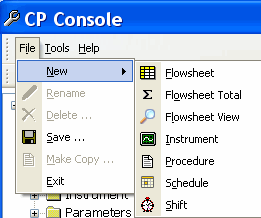 CP Console
File Tools Help
New
Rename
Delete ...
Save ...
Make Copy ...
Exit
Flowsheet
Flowsheet Total
Flowsheet View
Instrument
Procedure
Schedule
Shift
Instrument
Parameters